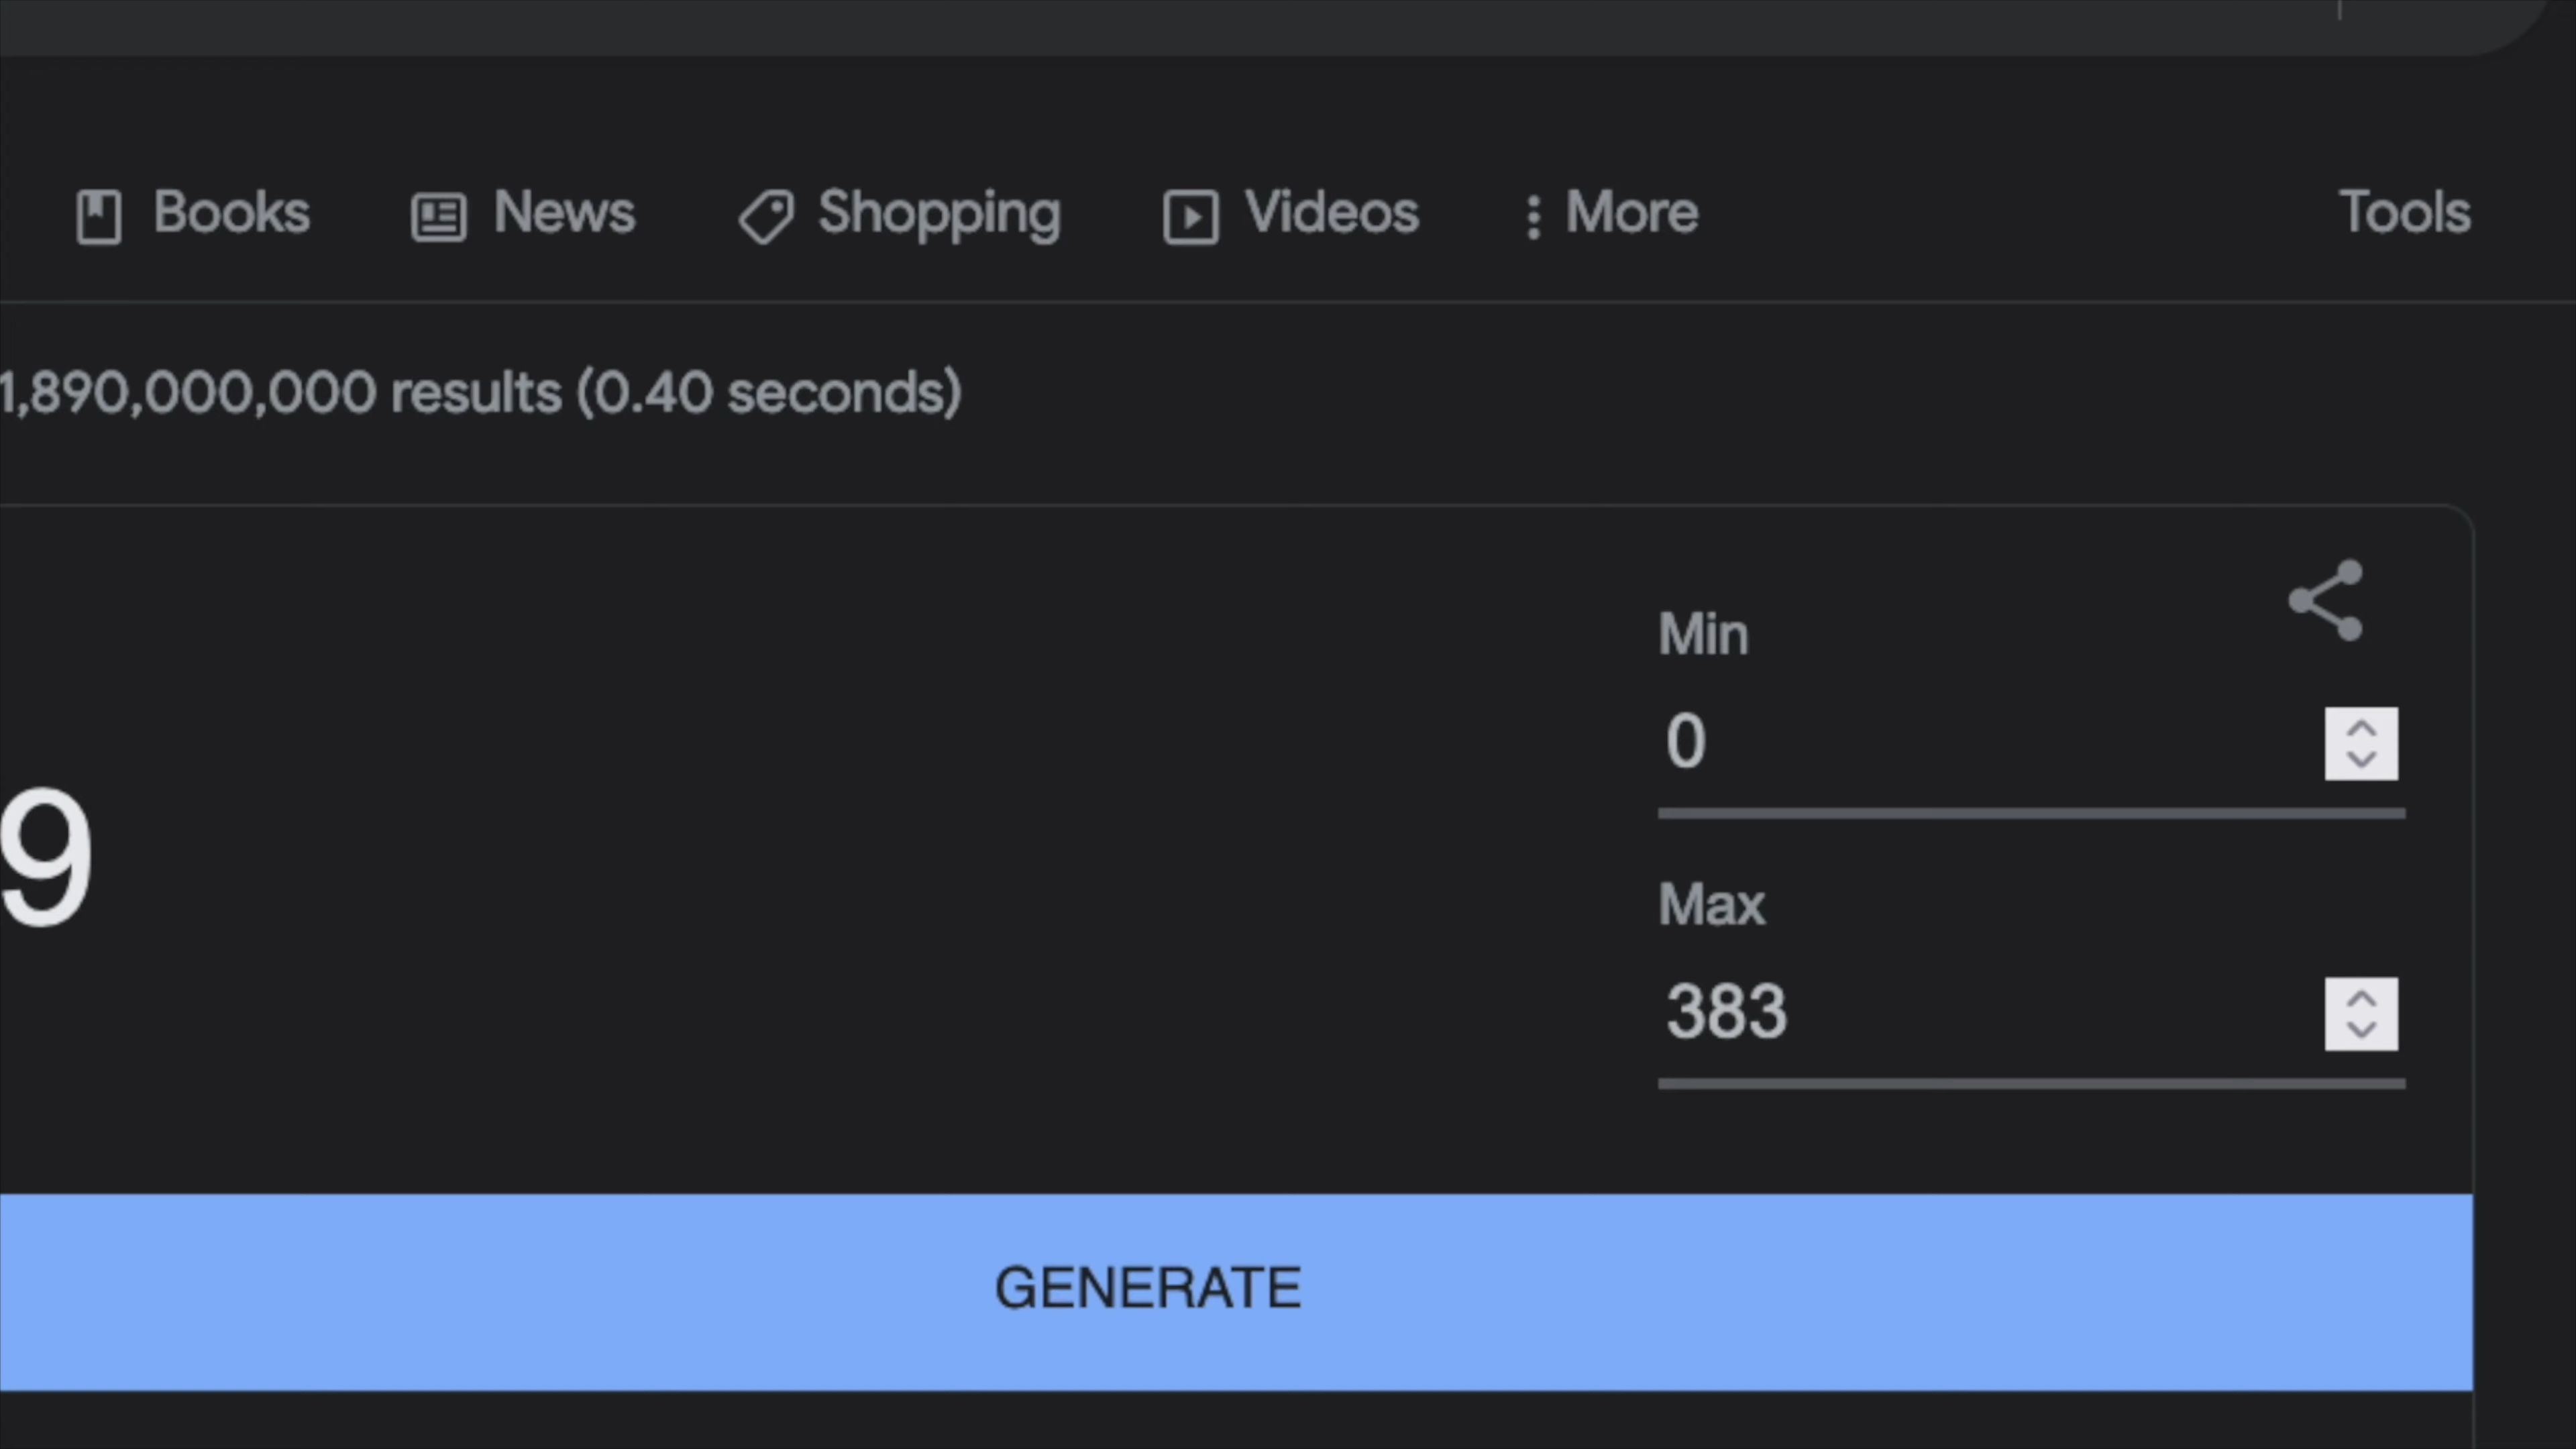 Books News Shopping Videos More Tools
1,890,000,000 results (0.40 seconds)
Min
0
9
Max
383
GENERATE